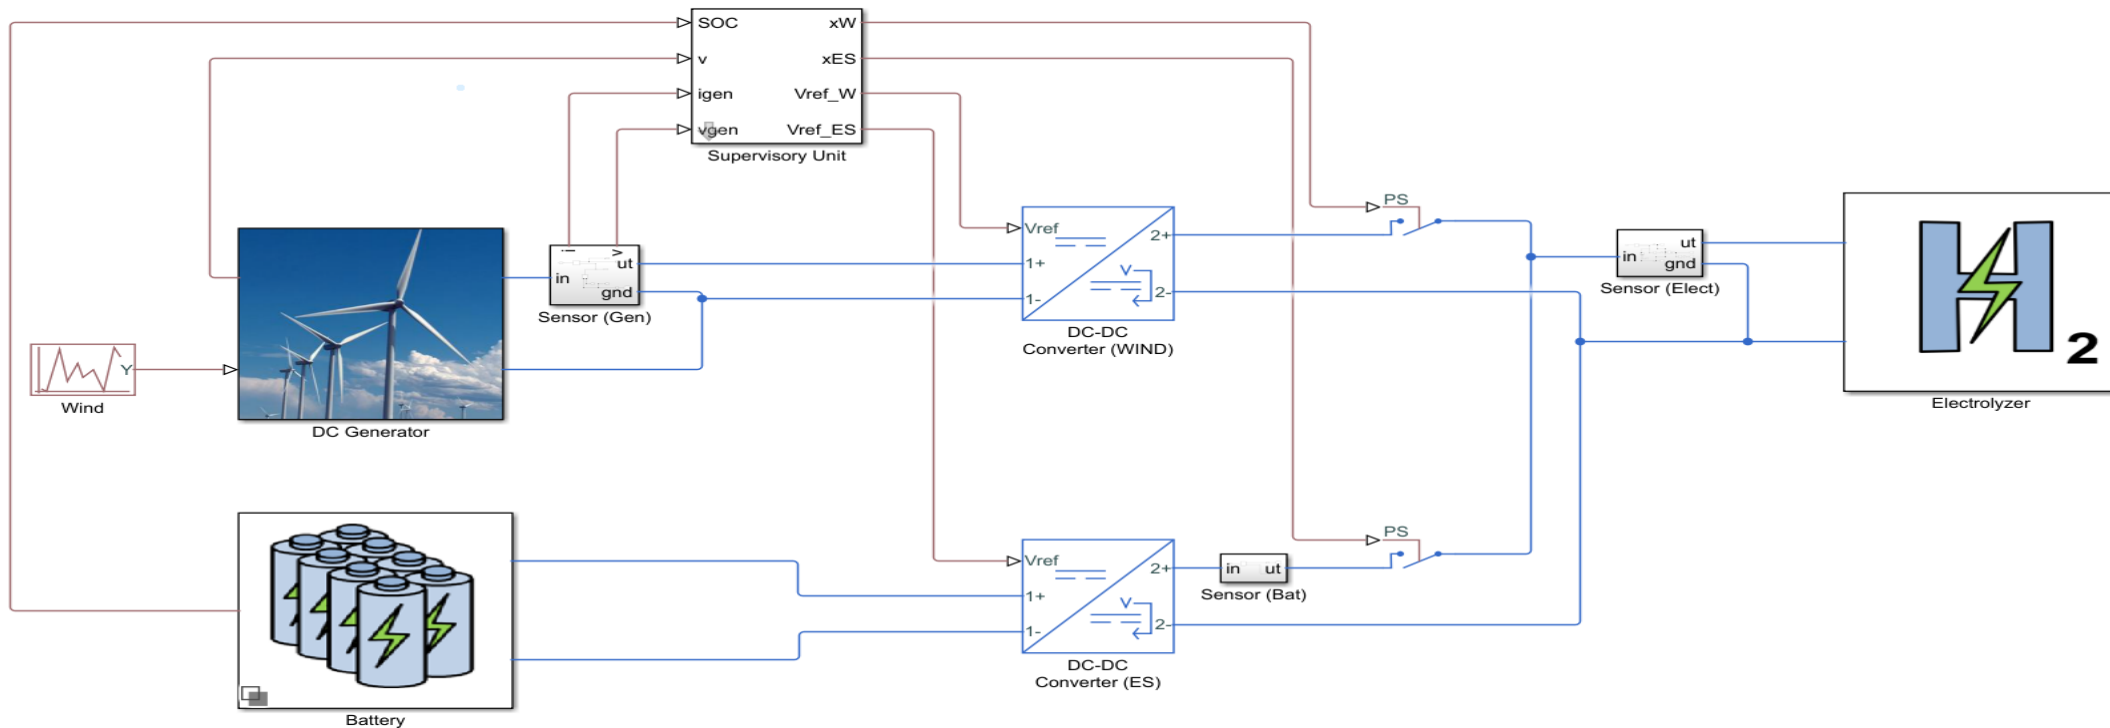 SOC
xW
v
xES
igen
Vref_W
vgen
Vref_ES
Supervisory Unit
PS
Vref
2+
1+
1-
V
2-
DC-DC
Converter (WIND)
in
V
ut
gnd
Sensor (Gen)
in
ut
gnd
Sensor (Elect)
2
Electrolyzer
Y
Wind
DC Generator
PS
Vref
2+
1+
1-
V
2-
DC-DC
Converter (ES)
in
ut
Sensor (Bat)
H
Battery